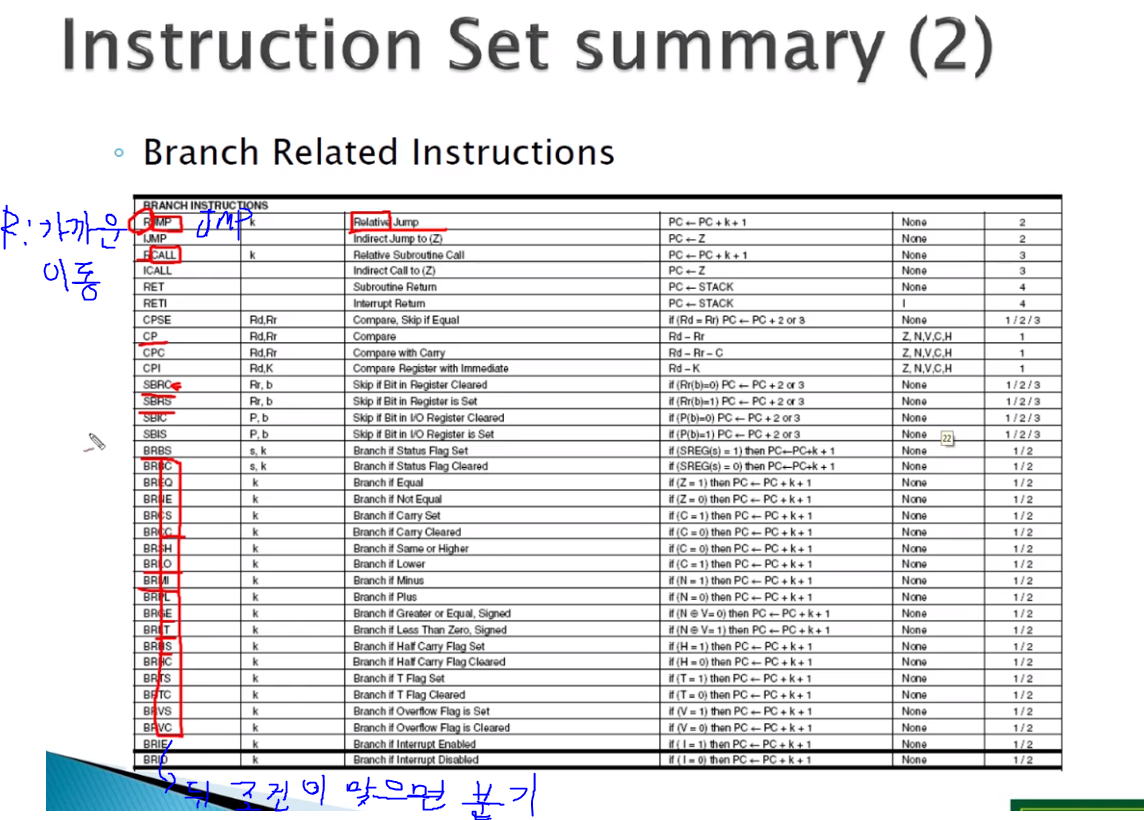 Instruction Set summary (2)
Branch Related Instructions
BRANCH INSTRUCTIONS
R: 가까운 이동
JMP
RJMP k Relative Jump PC ← PC + k + 1 None 2
IJMP Indirect Jump to (Z) PC ← Z None 2
RCALL k Relative Subroutine Call PC ← PC + k + 1 None 3
ICALL Indirect Call to (Z) PC ← Z None 3
RET Subroutine Return PC ← STACK None 4
RETI Interrupt Return PC ← STACK I 4
CPSE Rd,Rr Compare, Skip if Equal if (Rd = Rr) PC ← PC + 2 or 3 None 1 / 2 / 3
CP Rd,Rr Compare Rd − Rr Z, N,V,C,H 1
CPC Rd,Rr Compare with Carry Rd − Rr − C Z, N,V,C,H 1
CPI Rd,K Compare Register with Immediate Rd − K Z, N,V,C,H 1
SBRC Rr, b Skip if Bit in Register Cleared if (Rr(b)=0) PC ← PC + 2 or 3 None 1 / 2 / 3
SBRS Rr, b Skip if Bit in Register is Set if (Rr(b)=1) PC ← PC + 2 or 3 None 1 / 2 / 3
SBIC P, b Skip if Bit in I/O Register Cleared if (P(b)=0) PC ← PC + 2 or 3 None 1 / 2 / 3
SBIS P, b Skip if Bit in I/O Register is Set if (P(b)=1) PC ← PC + 2 or 3 None 1 / 2 / 3
22
BRBS s, k Branch if Status Flag Set if (SREG(s) = 1) then PC←PC+k + 1 None 1 / 2
BRBC s, k Branch if Status Flag Cleared if (SREG(s) = 0) then PC←PC+k + 1 None 1 / 2
BREQ k Branch if Equal if (Z = 1) then PC ← PC + k + 1 None 1 / 2
BRNE k Branch if Not Equal if (Z = 0) then PC ← PC + k + 1 None 1 / 2
BRCS k Branch if Carry Set if (C = 1) then PC ← PC + k + 1 None 1 / 2
BRCC k Branch if Carry Cleared if (C = 0) then PC ← PC + k + 1 None 1 / 2
BRSH k Branch if Same or Higher if (C = 0) then PC ← PC + k + 1 None 1 / 2
BRLO k Branch if Lower if (C = 1) then PC ← PC + k + 1 None 1 / 2
BRMI k Branch if Minus if (N = 1) then PC ← PC + k + 1 None 1 / 2
BRPL k Branch if Plus if (N = 0) then PC ← PC + k + 1 None 1 / 2
BRGE k Branch if Greater or Equal, Signed if (N ⊕ V= 0) then PC ← PC + k + 1 None 1 / 2
BRLT k Branch if Less Than Zero, Signed if (N ⊕ V= 1) then PC ← PC + k + 1 None 1 / 2
BRHS k Branch if Half Carry Flag Set if (H = 1) then PC ← PC + k + 1 None 1 / 2
BRHC k Branch if Half Carry Flag Cleared if (H = 0) then PC ← PC + k + 1 None 1 / 2
BRTS k Branch if T Flag Set if (T = 1) then PC ← PC + k + 1 None 1 / 2
BRTC k Branch if T Flag Cleared if (T = 0) then PC ← PC + k + 1 None 1 / 2
BRVS k Branch if Overflow Flag is Set if (V = 1) then PC ← PC + k + 1 None 1 / 2
BRVC k Branch if Overflow Flag is Cleared if (V = 0) then PC ← PC + k + 1 None 1 / 2
BRIE k Branch if Interrupt Enabled if ( I = 1) then PC ← PC + k + 1 None 1 / 2
BRID k Branch if Interrupt Disabled if ( I = 0) then PC ← PC + k + 1 None 1 / 2
뒤 조건이 맞으면 분기